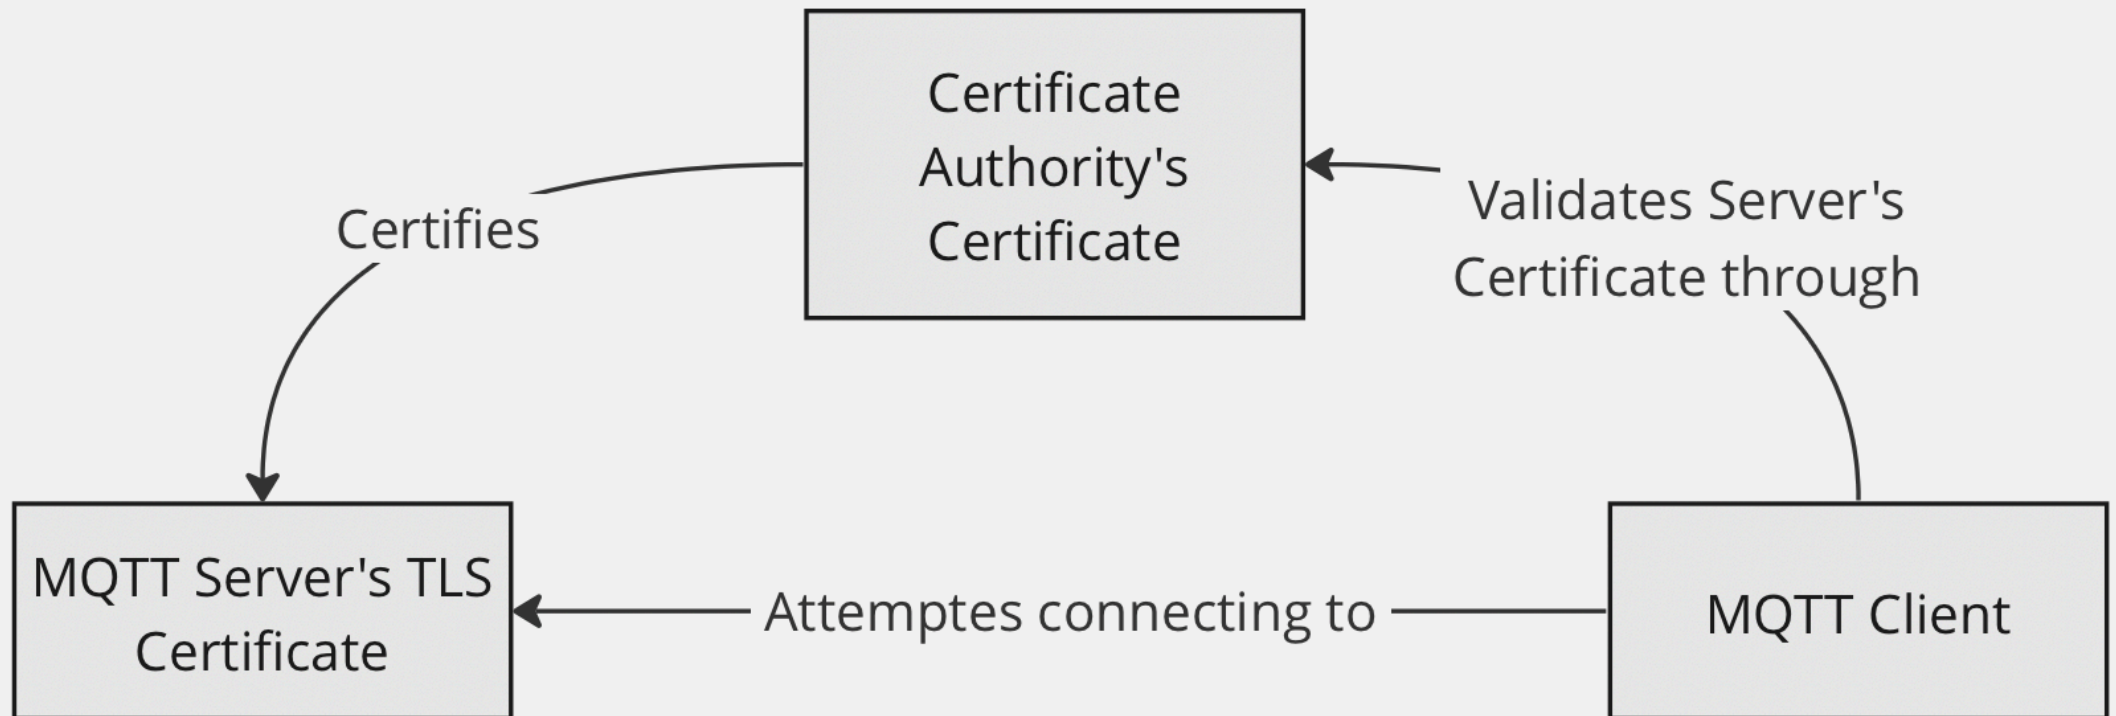 Certificate
Authority's
Certificate
Certifies
Validates Server's
Certificate through
MQTT Server's TLS
Certificate
Attemptes connecting to
MQTT Client